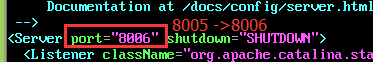 Documentation at /docs/config/server.html
-->
8005 ->8006
<Server port="8006" shutdown="SHUTDOWN">
<Listener className="org.apache.catalina.sta